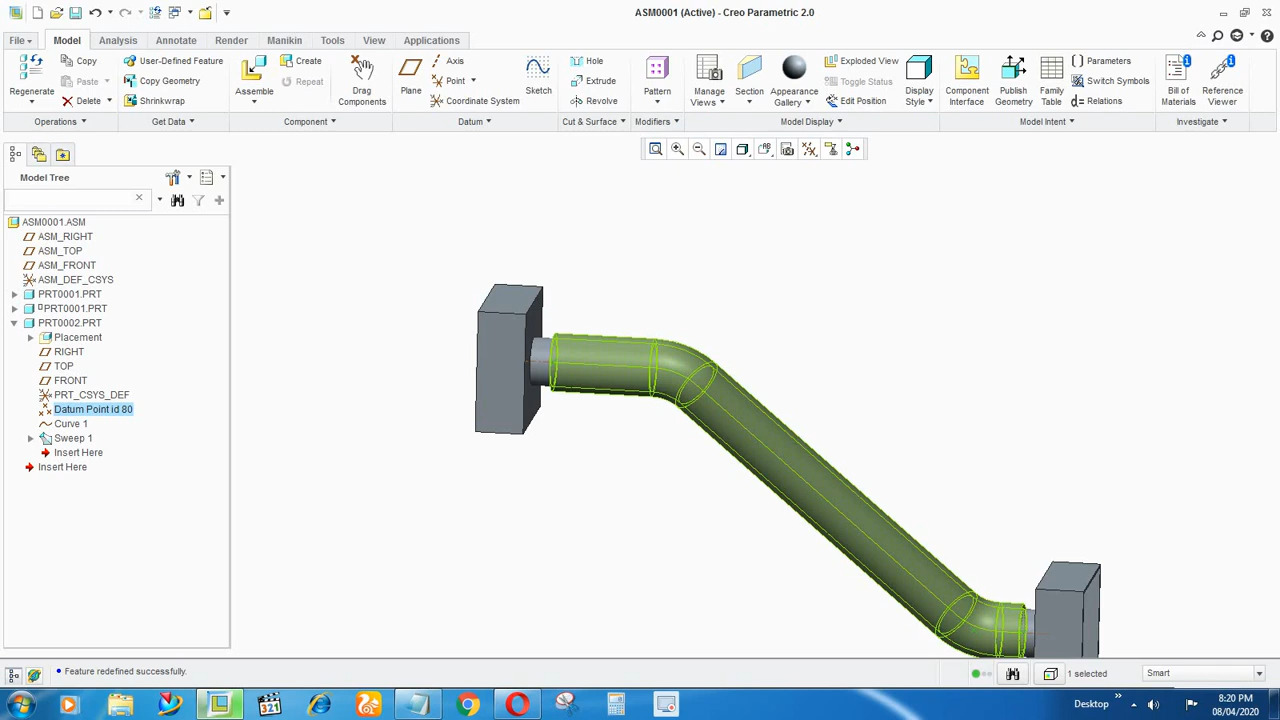 ASM0001 (Active) - Creo Parametric 2.0
File Model Analysis Annotate Render Manikin Tools View Applications
Regenerate
Copy
Paste
Delete
Operations
User-Defined Feature
Copy Geometry
Shrinkwrap
Get Data
Assemble
Create
Repeat
Drag Components
Component
Plane
Axis
Point
Coordinate System
Sketch
Datum
Hole
Extrude
Revolve
Cut & Surface
Pattern
Modifiers
Manage Views
Section
Appearance Gallery
Exploded View
Toggle Status
Edit Position
Display Style
Model Display
Component Interface
Publish Geometry
Family Table
Parameters
Switch Symbols
Relations
Model Intent
Bill of Materials
Reference Viewer
Investigate
Model Tree
ASM0001.ASM
ASM_RIGHT
ASM_TOP
ASM_FRONT
ASM_DEF_CSYS
PRT0001.PRT
PRT0001.PRT
PRT0002.PRT
Placement
RIGHT
TOP
FRONT
PRT_CSYS_DEF
Datum Point id 80
Curve 1
Sweep 1
Insert Here
Insert Here
Feature redefined successfully.
1 selected
Smart
321
Desktop
8:20 PM
08/04/2020